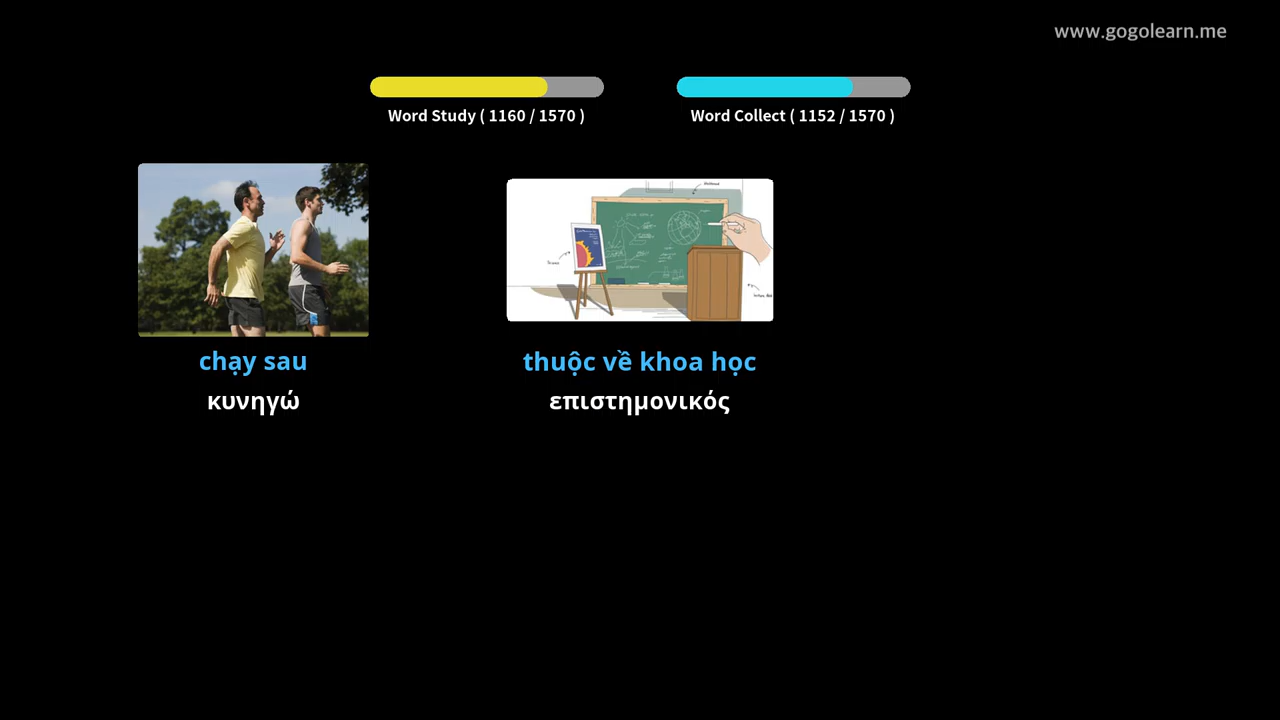 www.gogolearn.me
Word Study ( 1160 / 1570 )
Word Collect ( 1152 / 1570 )
chạy sau
κυνηγώ
thuộc về khoa học
επιστημονικός